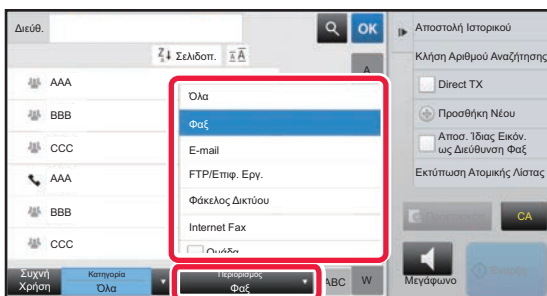 Διεύθ.
OK
Σελιδοπ.
A
AAA
BBB
CCC
AAA
BBB
CCC
Όλα
Φαξ
E-mail
FTP/Επιφ. Εργ.
Φάκελος Δικτύου
Internet Fax
Ομάδα
Συχνή
Χρήση
Κατηγορία
Όλα
Περιορισμός
Φαξ
ABC
W
Αποστολή Ιστορικού
Κλήση Αριθμού Αναζήτησης
Direct TX
Προσθήκη Νέου
Αποσ. Ίδιας Εικόν.
ως Διεύθυνση Φαξ
Εκτύπωση Ατομικής Λίστας
CA
Μεγάφωνο